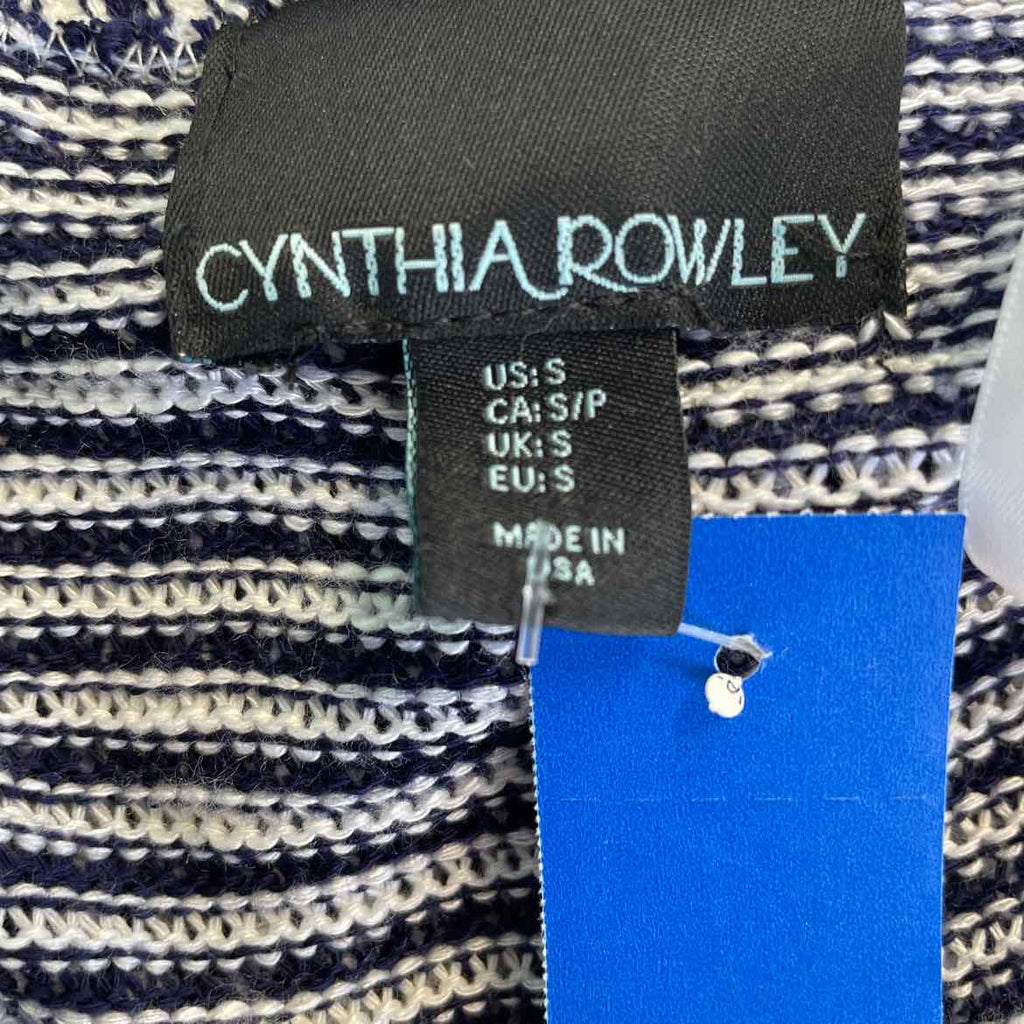 CYNTHIA ROWLEY
US: S
CA: S/P
UK: S
EU: S
MADE IN
USA